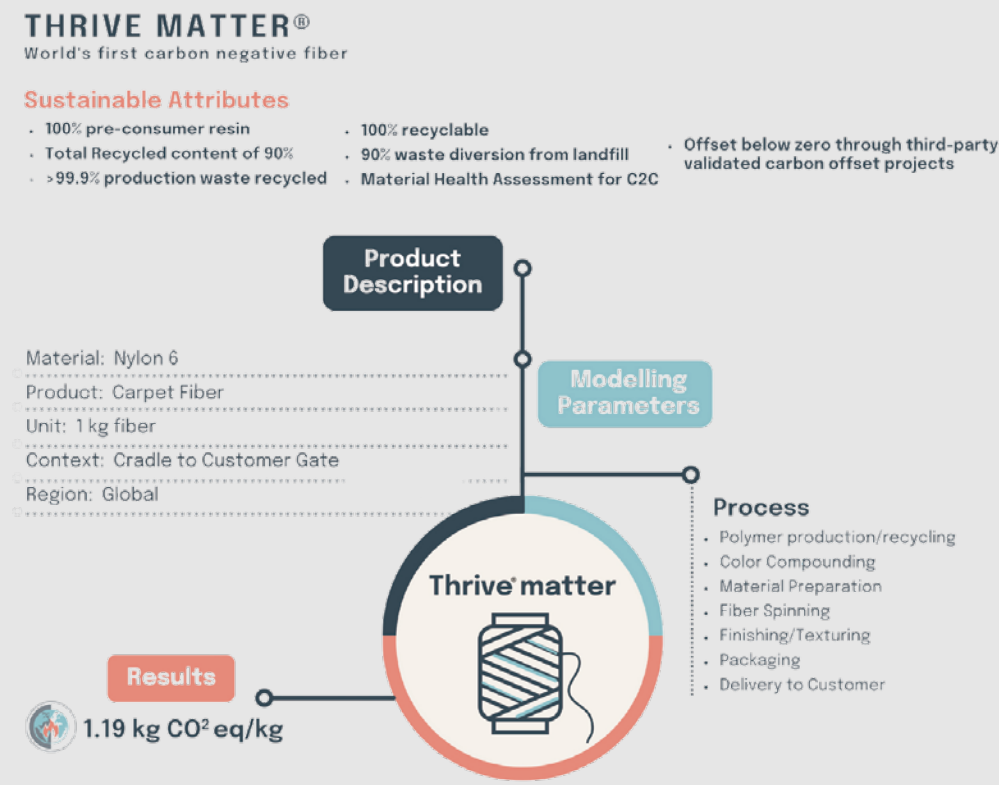 THRIVE MATTER®
World's first carbon negative fiber
Sustainable Attributes
• 100% pre-consumer resin
• Total Recycled content of 90%
• >99.9% production waste recycled
• 100% recyclable
• 90% waste diversion from landfill
• Material Health Assessment for C2C
• Offset below zero through third-party
validated carbon offset projects
Product
Description
Material: Nylon 6
Product: Carpet Fiber
Unit: 1 kg fiber
Context: Cradle to Customer Gate
Region: Global
Modelling
Parameters
Process
• Polymer production/recycling
• Color Compounding
• Material Preparation
• Fiber Spinning
• Finishing/Texturing
• Packaging
• Delivery to Customer
Thrive® matter
Results
1.19 kg CO² eq/kg